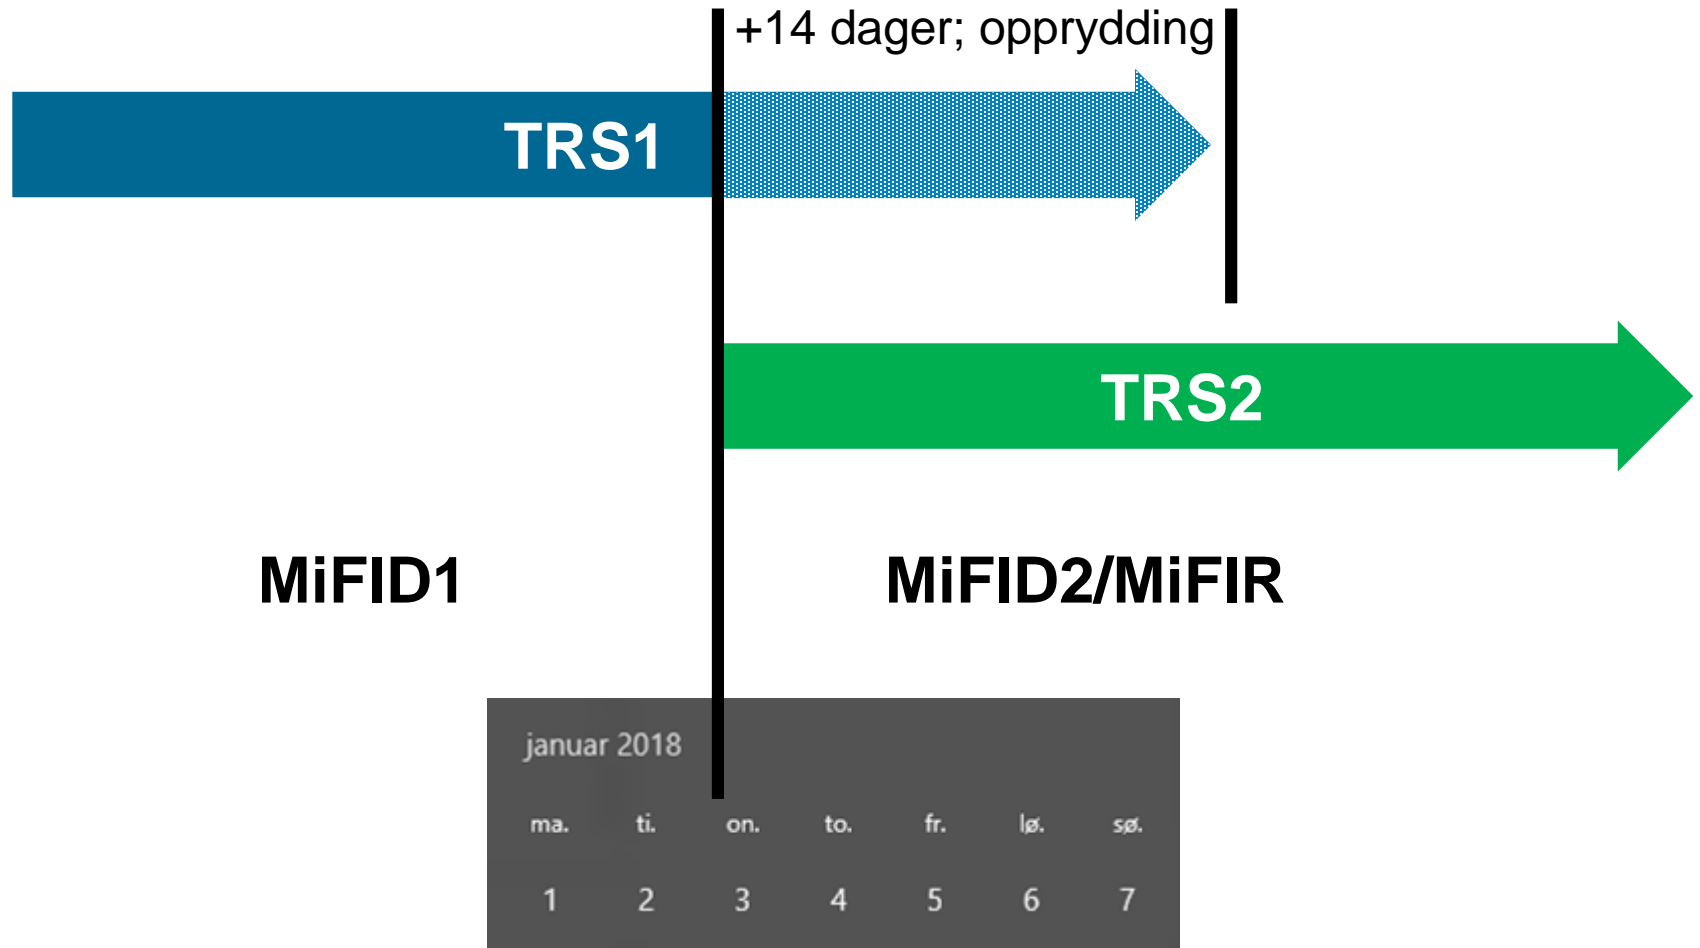 +14 dager; opprydding
TRS1
TRS2
MiFID1
MiFID2/MiFIR
januar 2018
ma. ti. on. to. fr. lø. sø.
1 2 3 4 5 6 7